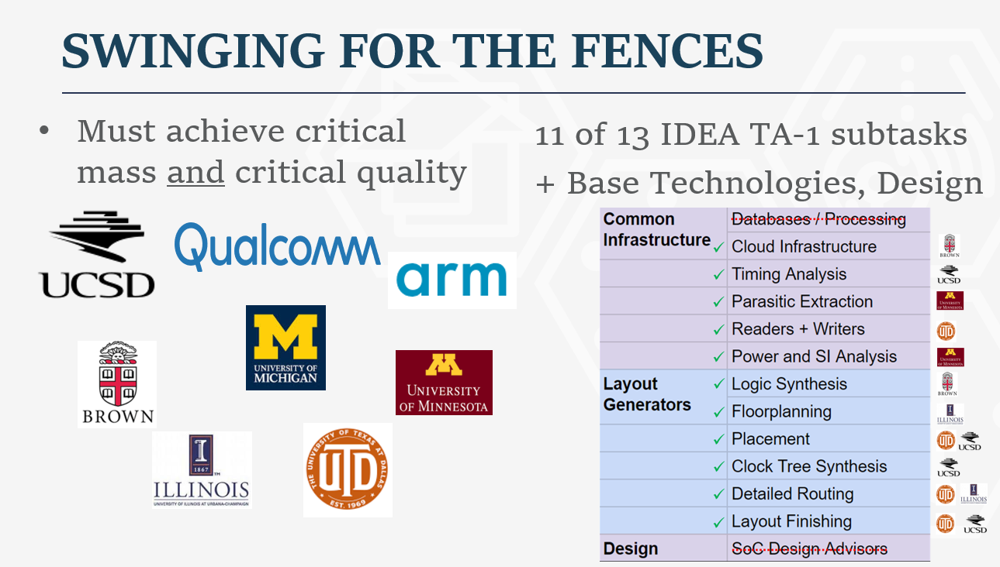 SWINGING FOR THE FENCES
• Must achieve critical
mass and critical quality
UCSD
Qualcomm
arm
M
UNIVERSITY OF
MICHIGAN
BROWN
M
UNIVERSITY
OF MINNESOTA
I
1867
TM
ILLINOIS
UNIVERSITY OF ILLINOIS AT URBANA-CHAMPAIGN
THE UNIVERSITY OF TEXAS AT DALLAS
UTD
EST. 1969
11 of 13 IDEA TA-1 subtasks
+ Base Technologies, Design
Common
Infrastructure
Databases / Processing
✓ Cloud Infrastructure
BROWN
✓ Timing Analysis
UCSD
✓ Parasitic Extraction
M
UNIVERSITY
OF MINNESOTA
✓ Readers + Writers
UTD
✓ Power and SI Analysis
M
UNIVERSITY
OF MINNESOTA
Layout
Generators
✓ Logic Synthesis
BROWN
✓ Floorplanning
I
ILLINOIS
✓ Placement
UTD UCSD
✓ Clock Tree Synthesis
UCSD
✓ Detailed Routing
UTD I ILLINOIS
✓ Layout Finishing
UTD UCSD
Design
SoC Design Advisors